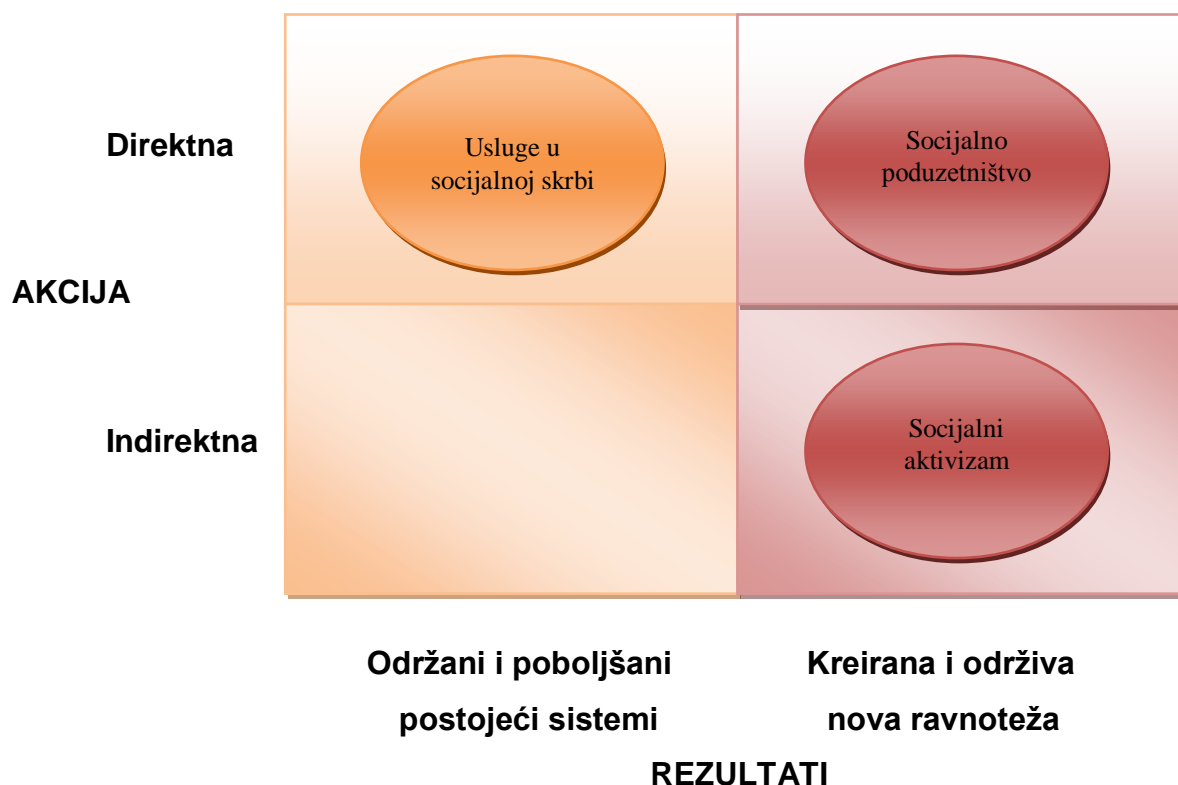 Direktna
Usluge u
socijalnoj skrbi
Socijalno
poduzetništvo
AKCIJA
Indirektna
Socijalni
aktivizam
Održani i poboljšani
postojeći sistemi
Kreirana i održiva
nova ravnoteža
REZULTATI